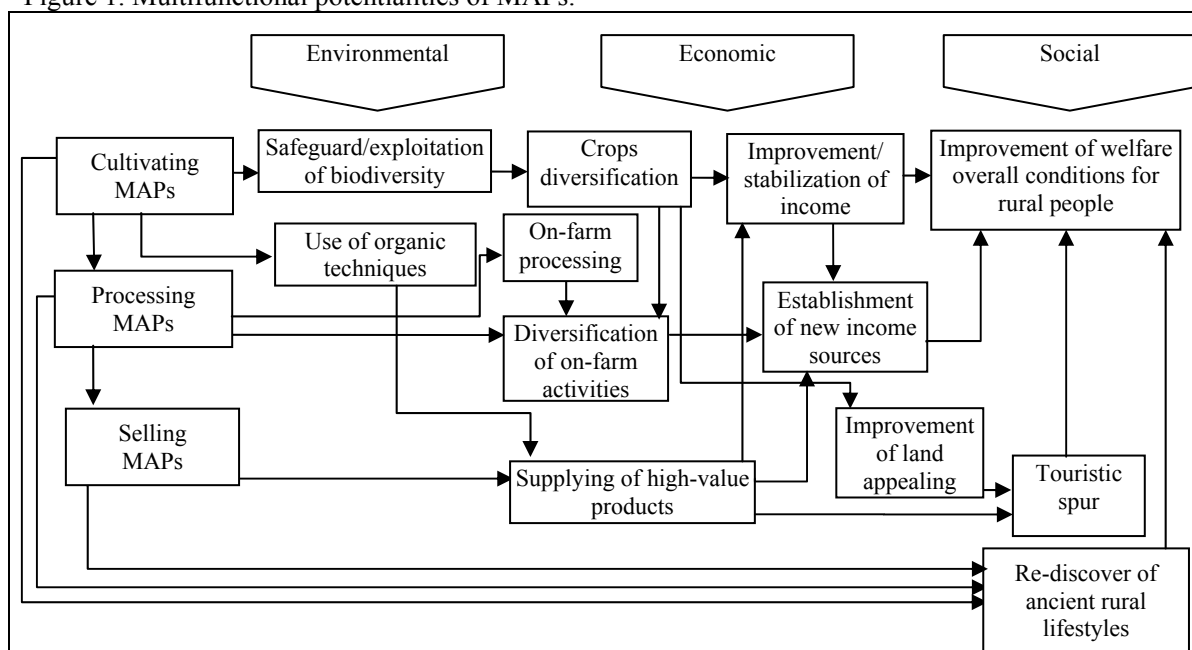 Figure 1. Multifunctional potentialities of MAPs.
Environmental
Economic
Social
Cultivating
MAPs
Safeguard/exploitation
of biodiversity
Crops
diversification
Improvement/
stabilization of
income
Improvement of welfare
overall conditions for
rural people
Use of organic
techniques
On-farm
processing
Processing
MAPs
Diversification
of on-farm
activities
Establishment
of new income
sources
Selling
MAPs
Supplying of high-value
products
Improvement
of land
appealing
Touristic
spur
Re-discover of
ancient rural
lifestyles